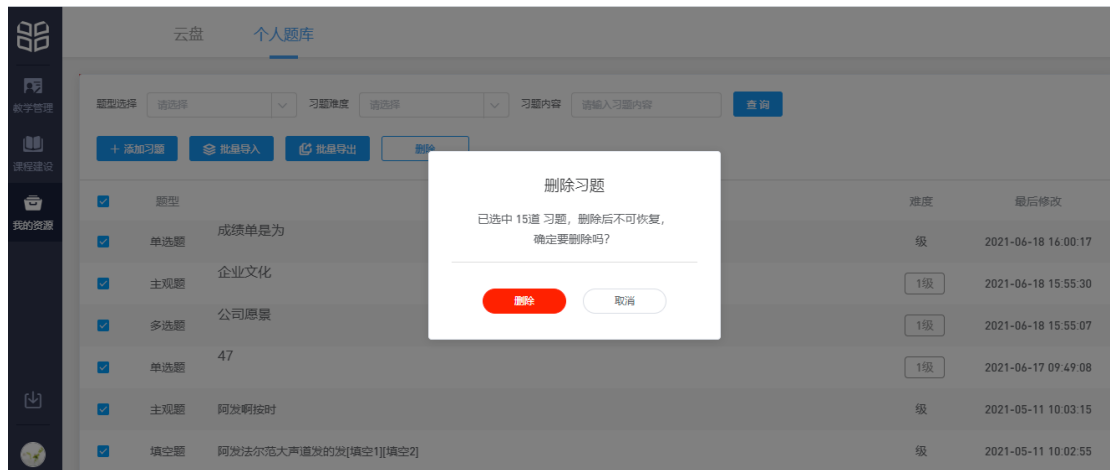 云盘 个人题库
教学管理
课程建设
我的资源
题型选择 请选择 习题难度 请选择 习题内容 请输入习题内容 查 询
+ 添加习题 批量导入 批量导出 删除
删除习题
已选中 15道 习题，删除后不可恢复，
确定要删除吗？
删除 取消
题型 难度 最后修改
单选题 成绩单是为 级 2021-06-18 16:00:17
主观题 企业文化 1级 2021-06-18 15:55:30
多选题 公司愿景 1级 2021-06-18 15:55:07
单选题 47 1级 2021-06-17 09:49:08
主观题 阿发啊按时 级 2021-05-11 10:03:15
填空题 阿发法尔范大声道发的发[填空1][填空2] 级 2021-05-11 10:02:55